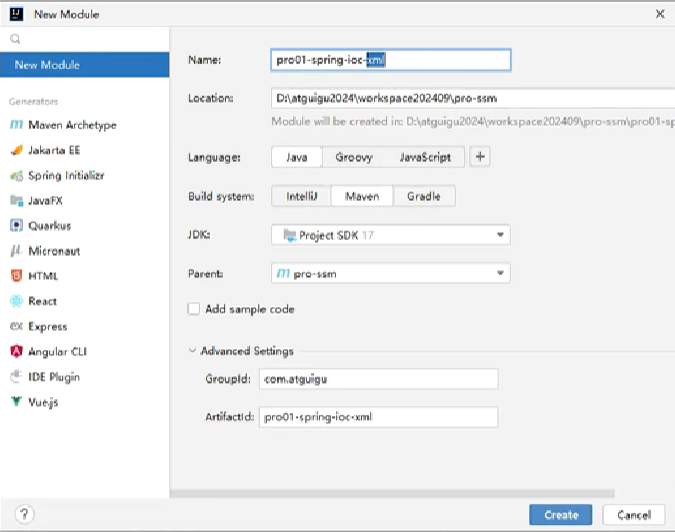 New Module
New Module
Generators
Maven Archetype
Jakarta EE
Spring Initializr
JavaFX
Quarkus
Micronaut
HTML
React
Express
Angular CLI
IDE Plugin
Vue.js
Name: pro01-spring-ioc-xml
Location: D:\atguigu2024\workspace202409\pro-ssm
Module will be created in: D:\atguigu2024\workspace202409\pro-ssm\pro01-sp
Language: Java Groovy JavaScript +
Build system: IntelliJ Maven Gradle
JDK: Project SDK 17
Parent: pro-ssm
Add sample code
Advanced Settings
GroupId: com.atguigu
ArtifactId: pro01-spring-ioc-xml
? Create Cancel